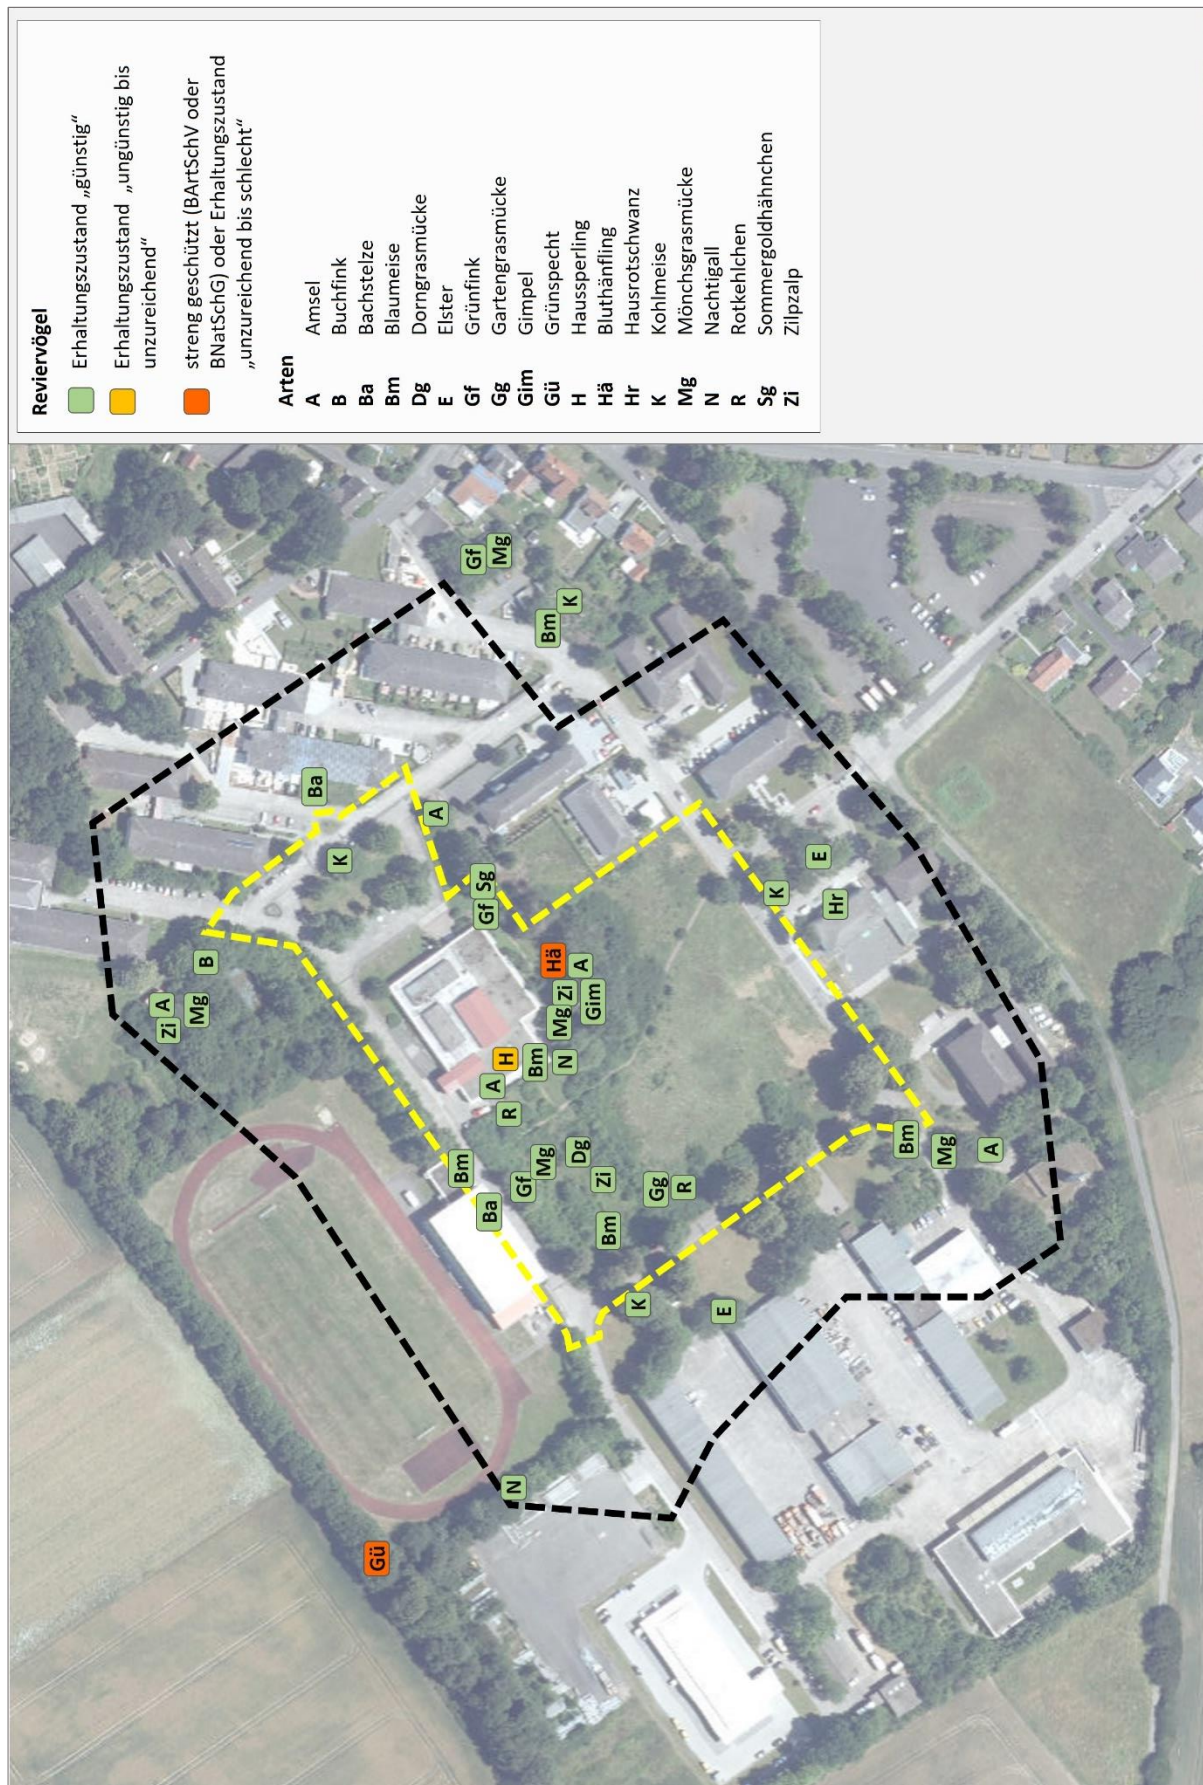 Zi
A
Mg
B
Ba
K
Gü
A
Bm
Gf
Mg
Sg
Gf
Ba
A
H
R
N
Gf
Mg
Bm
N
Hä
Mg
Zi
A
Gim
Bm
K
Dg
Zi
Bm
K
Gg
R
E
K
E
Hr
Bm
Mg
A
Reviervögel
Erhaltungszustand „günstig“
Erhaltungszustand „ungünstig bis
unzureichend“
streng geschützt (BArtSchV oder
BNatSchG) oder Erhaltungszustand
„unzureichend bis schlecht“
Arten
A Amsel
B Buchfink
Ba Bachstelze
Bm Blaumeise
Dg Dorngrasmücke
E Elster
Gf Grünfink
Gg Gartengrasmücke
Gim Gimpel
Gü Grünspecht
H Haussperling
Hä Bluthänfling
Hr Hausrotschwanz
K Kohlmeise
Mg Mönchsgrasmücke
N Nachtigall
R Rotkehlchen
Sg Sommergoldhähnchen
Zi Zilpzalp